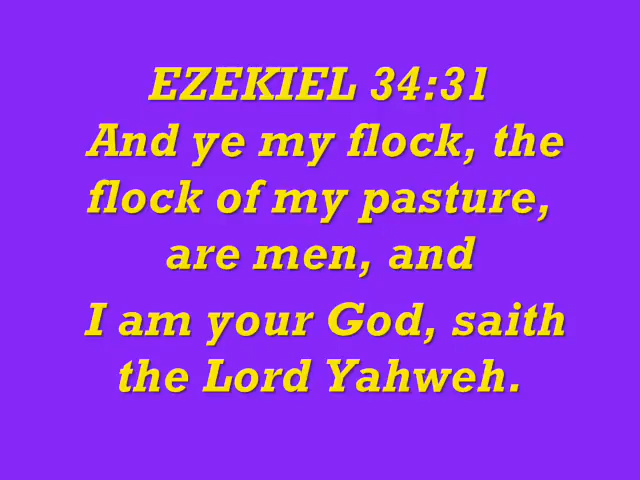 EZEKIEL 34:31
And ye my flock, the
flock of my pasture,
are men, and
I am your God, saith
the Lord Yahweh.